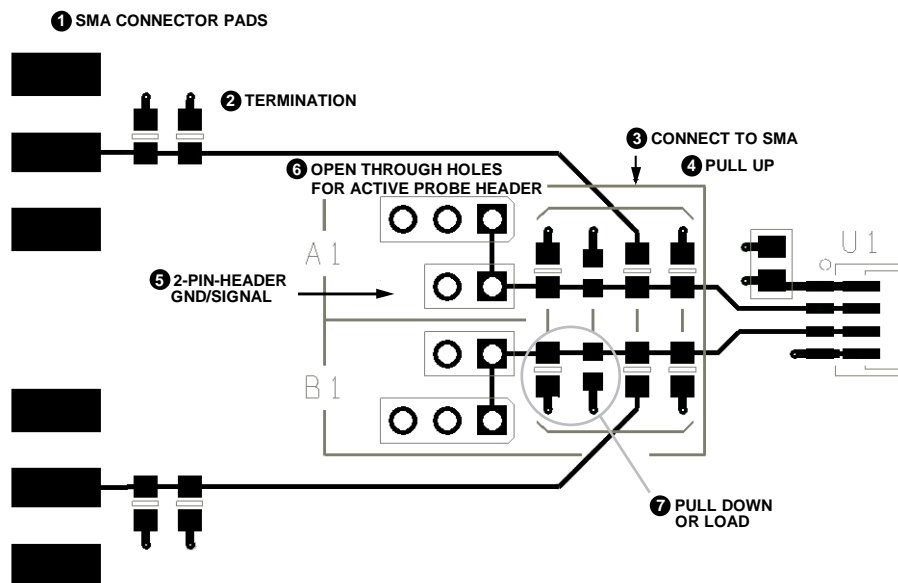 1 SMA CONNECTOR PADS
2 TERMINATION
3 CONNECT TO SMA
4 PULL UP
6 OPEN THROUGH HOLES
FOR ACTIVE PROBE HEADER
A1
U1
5 2-PIN-HEADER
GND/SIGNAL
B1
7 PULL DOWN
OR LOAD